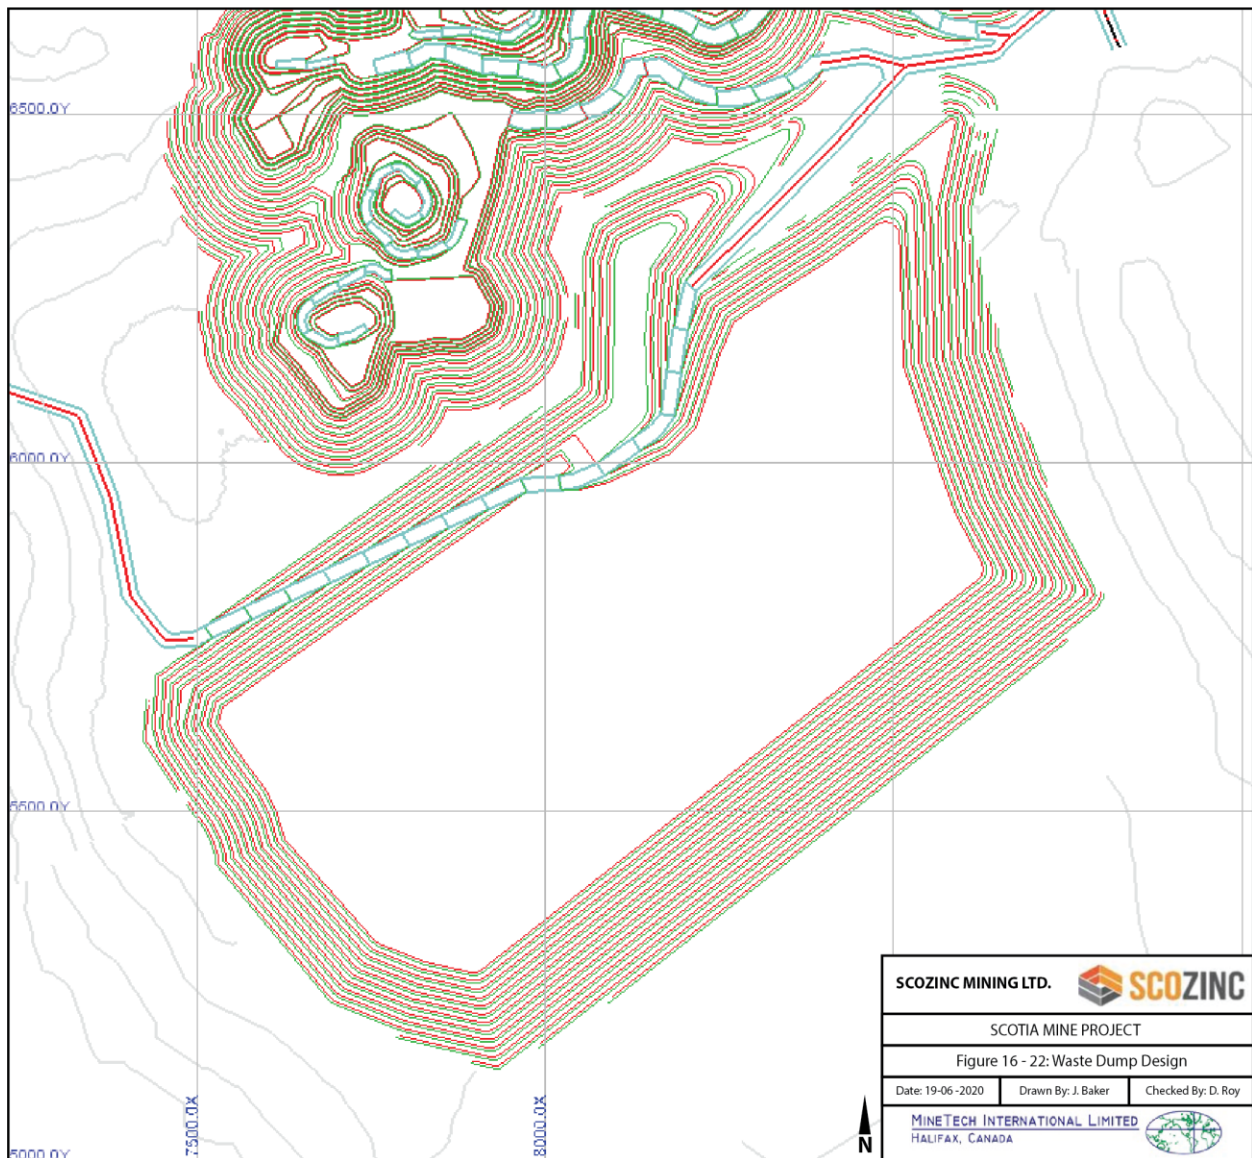 6500.0Y
6000.0Y
5500.0Y
5000.0Y
7500.0X
8000.0X
N
SCOZINC MINING LTD.
SCOZINC
SCOTIA MINE PROJECT
Figure 16 - 22: Waste Dump Design
Date: 19-06 -2020
Drawn By: J. Baker
Checked By: D. Roy
MINETECH INTERNATIONAL LIMITED
HALIFAX, CANADA